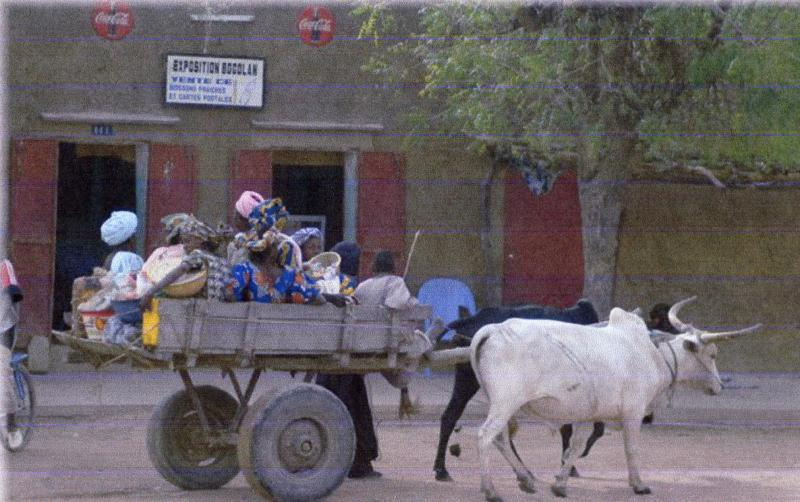 Coca-Cola
Coca-Cola
EXPOSITION BOGOLAN
VENTE DE
BOISSONS FRAICHES
ET CARTES POSTALES